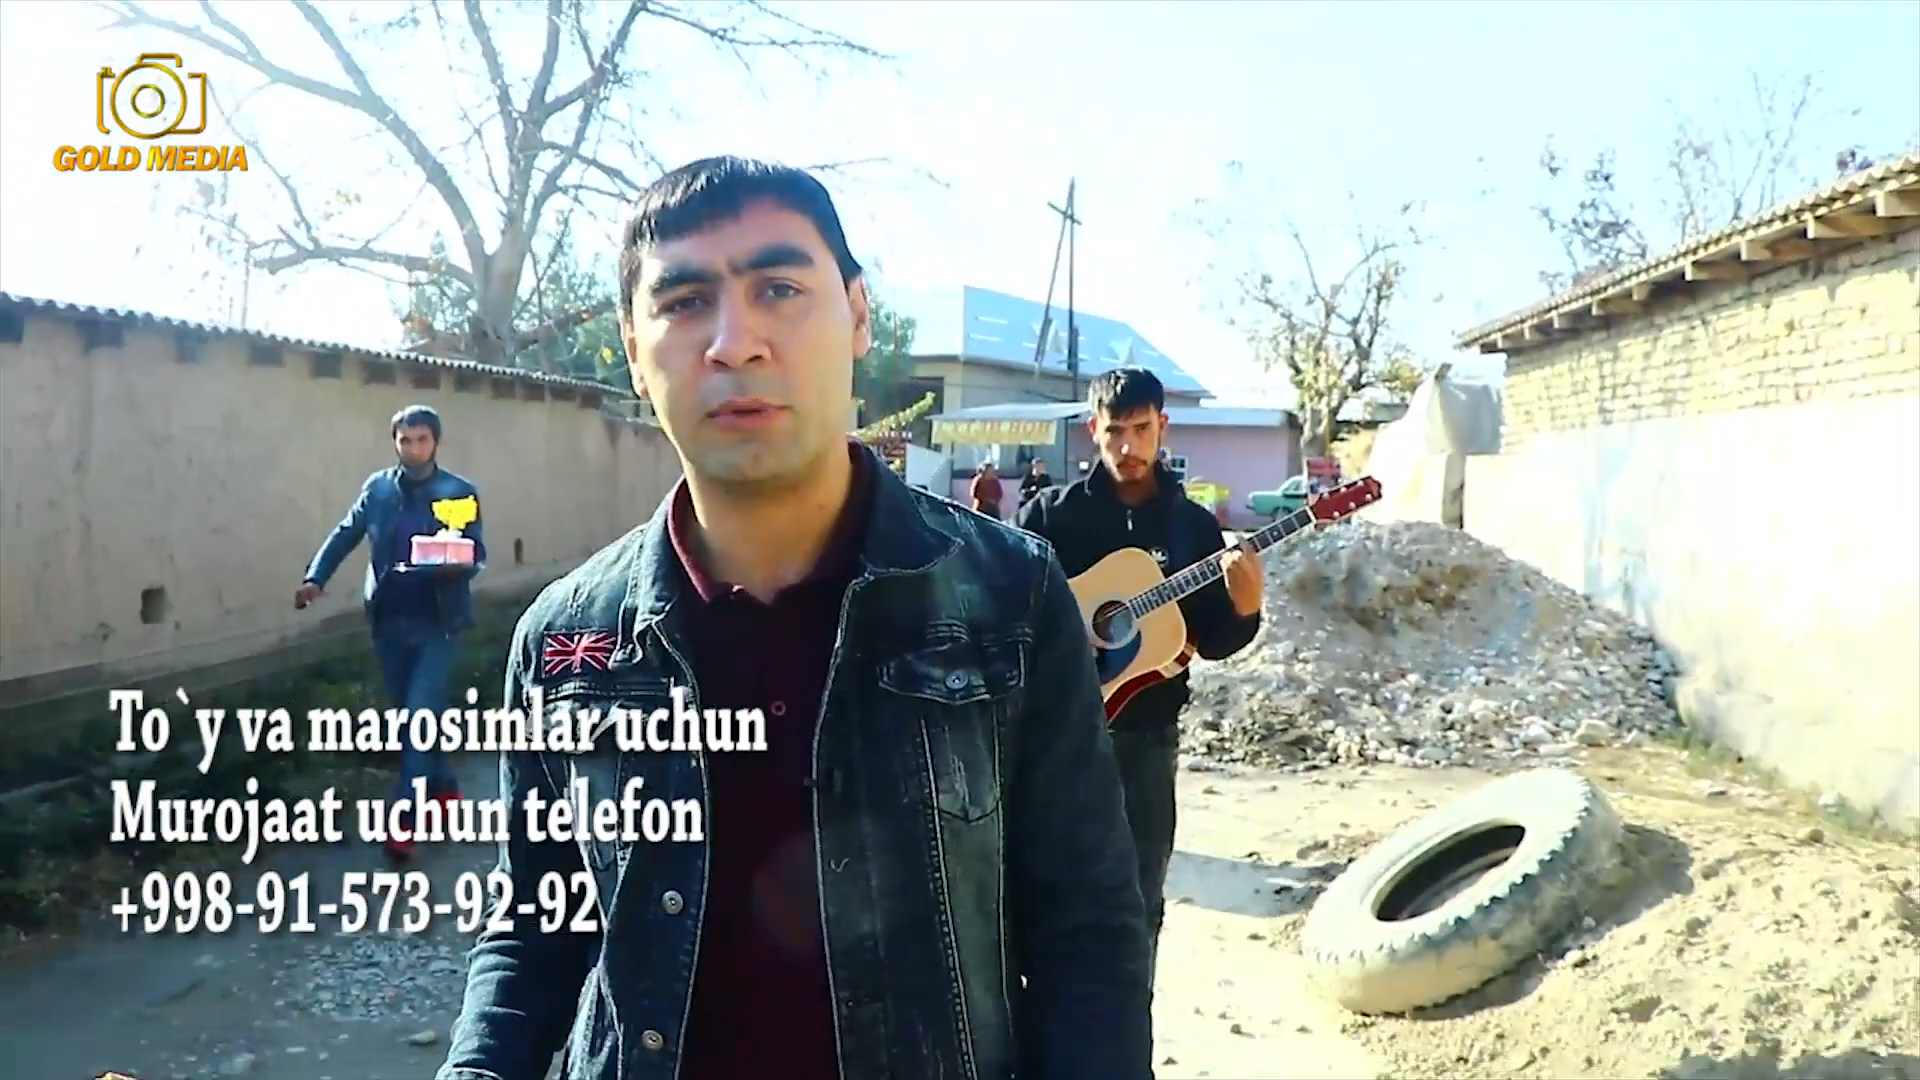 GOLD MEDIA
To`y va marosimlar uchun
Murojaat uchun telefon
+998-91-573-92-92